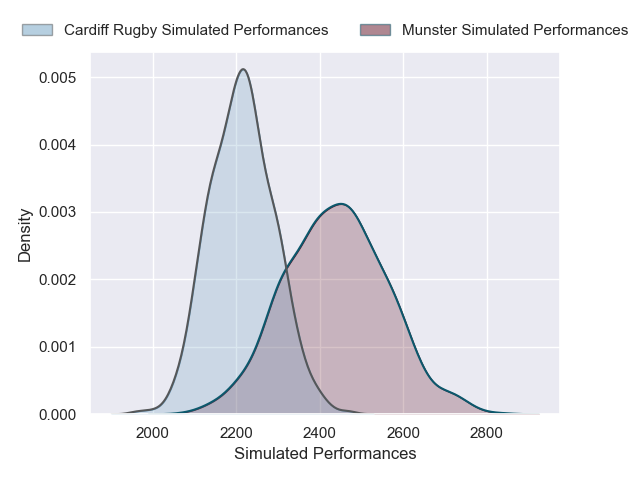 Cardiff Rugby Simulated Performances Munster Simulated Performances
0.005
0.004
0.003
0.002
0.001
0.000
Density
2000 2200 2400 2600 2800
Simulated Performances